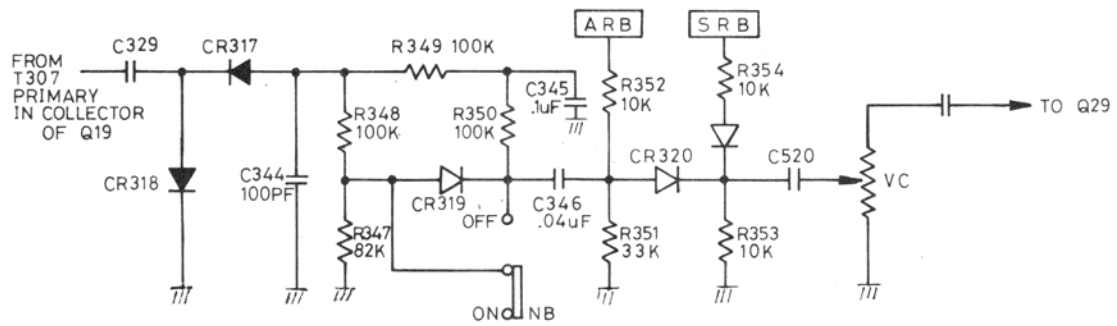 ARB
SRB
C329
CR317
R349 100K
FROM
T307
PRIMARY
IN COLLECTOR
OF Q19
C345
.1uF
R352
10K
R354
10K
TO Q29
R348
100K
R350
100K
CR318
C344
100PF
CR319
OFF
C346
.04uF
CR320
C520
VC
R347
82K
R351
33K
R353
10K
ON NB